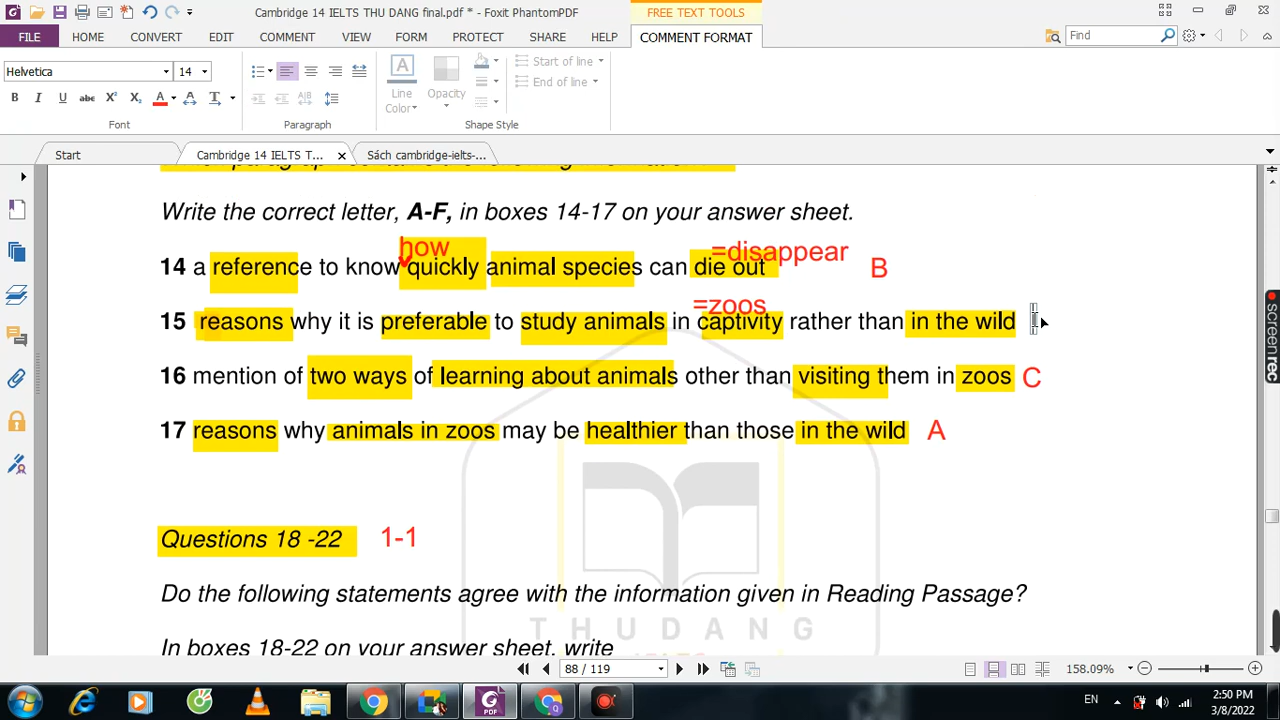 Cambridge 14 IELTS THU DANG final.pdf * - Foxit PhantomPDF
FREE TEXT TOOLS
FILE HOME CONVERT EDIT COMMENT VIEW FORM PROTECT SHARE HELP COMMENT FORMAT Find
Helvetica 14
Start of line
End of line
Line Color
Opacity
Font Paragraph Shape Style
Start Cambridge 14 IELTS T... Sách cambridge-ielts-...
Write the correct letter, A-F, in boxes 14-17 on your answer sheet.
how =disappear
14 a reference to know quickly animal species can die out B
=zoos
15 reasons why it is preferable to study animals in captivity rather than in the wild
16 mention of two ways of learning about animals other than visiting them in zoos C
17 reasons why animals in zoos may be healthier than those in the wild A
Questions 18 -22 1-1
Do the following statements agree with the information given in Reading Passage?
THUDANG
In boxes 18-22 on your answer sheet, write
88 / 119
158.09%
EN
2:50 PM
3/8/2022
screenrec